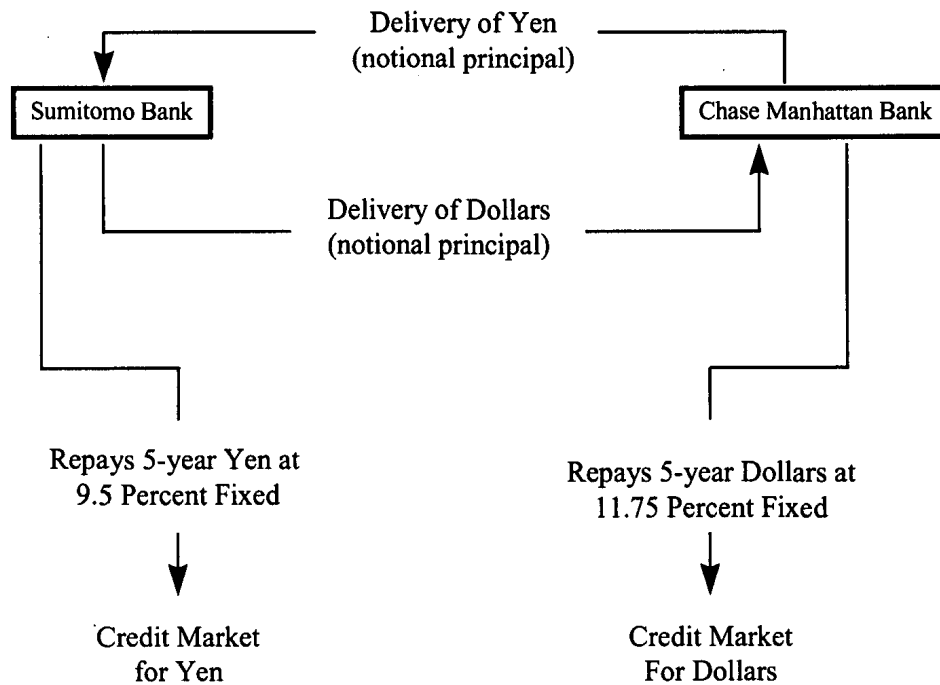 Delivery of Yen
(notional principal)
Sumitomo Bank
Chase Manhattan Bank
Delivery of Dollars
(notional principal)
Repays 5-year Yen at
9.5 Percent Fixed
Repays 5-year Dollars at
11.75 Percent Fixed
Credit Market
for Yen
Credit Market
For Dollars